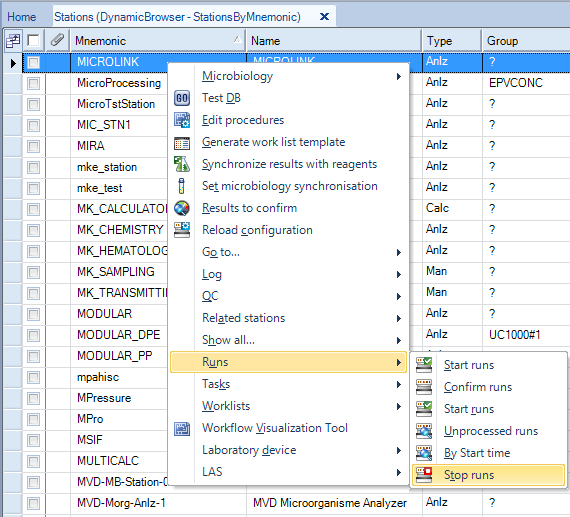 Home Stations (DynamicBrowser - StationsByMnemonic) X
Mnemonic Name Type Group
MICROLINK MICROLINK Anlz ?
MicroProcessing Anlz EPVCONC
MicroTstStation Anlz ?
MIC_STN1 Anlz ?
MIRA Anlz ?
mke_station Anlz ?
mke_test Anlz ?
MK_CALCULATOR Calc ?
MK_CHEMISTRY Anlz ?
MK_HEMATOLOG Anlz ?
MK_SAMPLING Man ?
MK_TRANSMITTI Man ?
MODULAR Anlz ?
MODULAR_DPE Anlz UC1000#1
MODULAR_PP
mpahisc
MPressure
MPro
MSIF
MULTICALC
MVD-MB-Station-0
MVD-Morg-Anlz-1 MVD Microorganisme Analyzer Anlz ?
Microbiology
GO Test DB
Edit procedures
Generate work list template
Synchronize results with reagents
Set microbiology synchronisation
Results to confirm
Reload configuration
Go to...
Log
QC
Related stations
Show all...
Runs
Tasks
Worklists
Workflow Visualization Tool
Laboratory device
LAS
Start runs
Confirm runs
Start runs
Unprocessed runs
By Start time
Stop runs